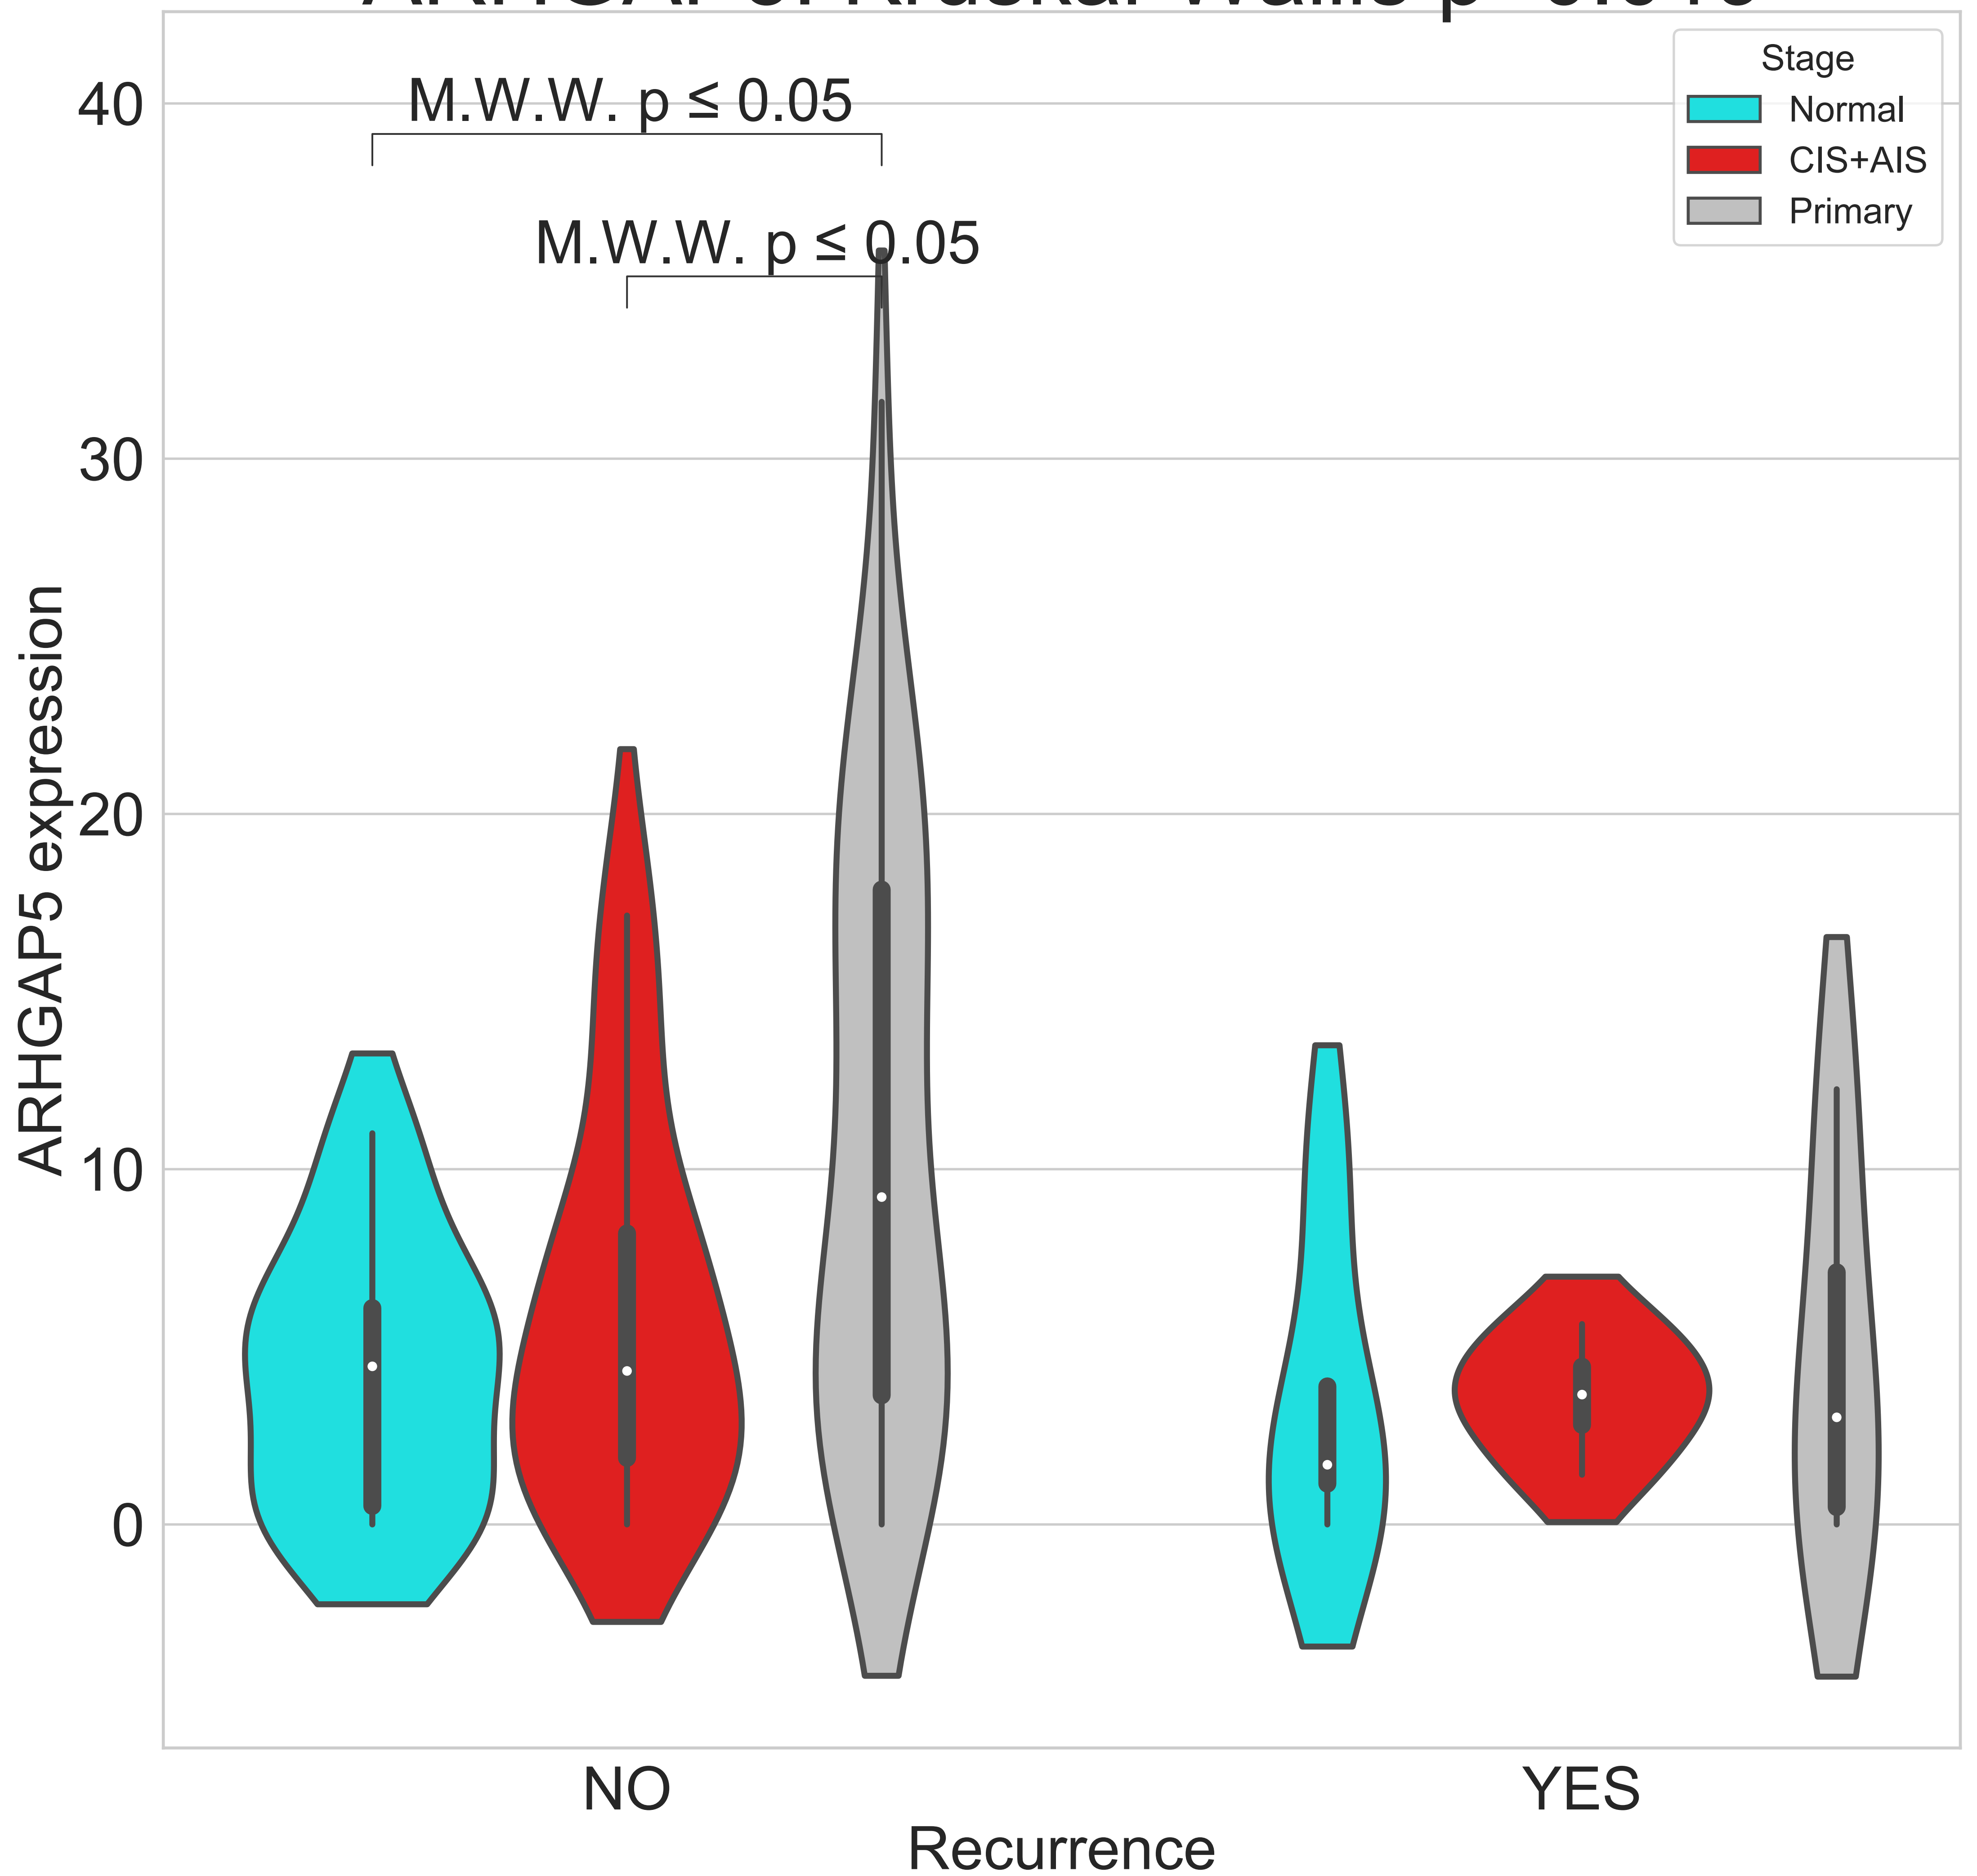 Stage
Normal
CIS+AIS
Primary
M.W.W. p ≤ 0.05
M.W.W. p ≤ 0.05
40
30
20
10
0
ARHGAP5 expression
NO
YES
Recurrence